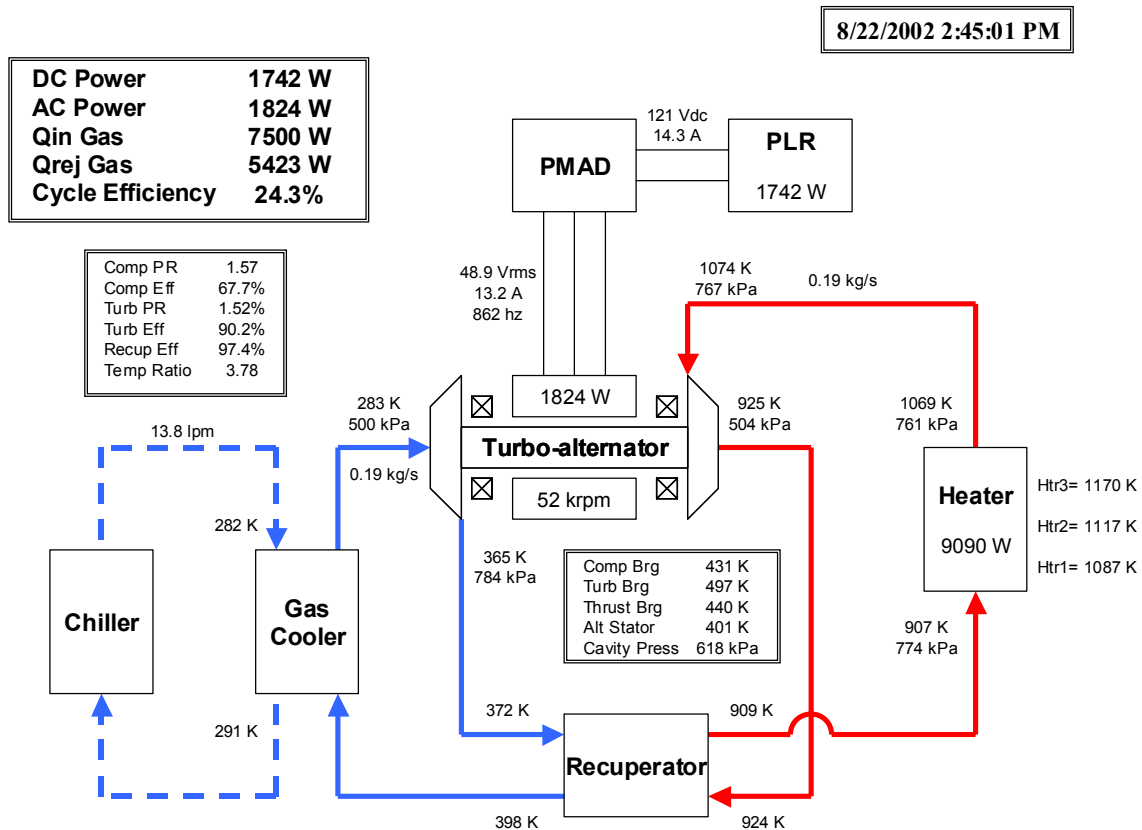 8/22/2002 2:45:01 PM
DC Power 1742 W
AC Power 1824 W
Qin Gas 7500 W
Qrej Gas 5423 W
Cycle Efficiency 24.3%
121 Vdc
14.3 A
PMAD
PLR
1742 W
Comp PR 1.57
Comp Eff 67.7%
Turb PR 1.52%
Turb Eff 90.2%
Recup Eff 97.4%
Temp Ratio 3.78
48.9 Vrms
13.2 A
862 hz
1074 K
767 kPa
0.19 kg/s
1824 W
283 K
500 kPa
0.19 kg/s
Turbo-alternator
52 krpm
925 K
504 kPa
1069 K
761 kPa
13.8 lpm
282 K
Heater
9090 W
Htr3= 1170 K
Htr2= 1117 K
Htr1= 1087 K
365 K
784 kPa
Comp Brg 431 K
Turb Brg 497 K
Thrust Brg 440 K
Alt Stator 401 K
Cavity Press 618 kPa
Chiller
Gas
Cooler
907 K
774 kPa
291 K
372 K
909 K
Recuperator
398 K
924 K